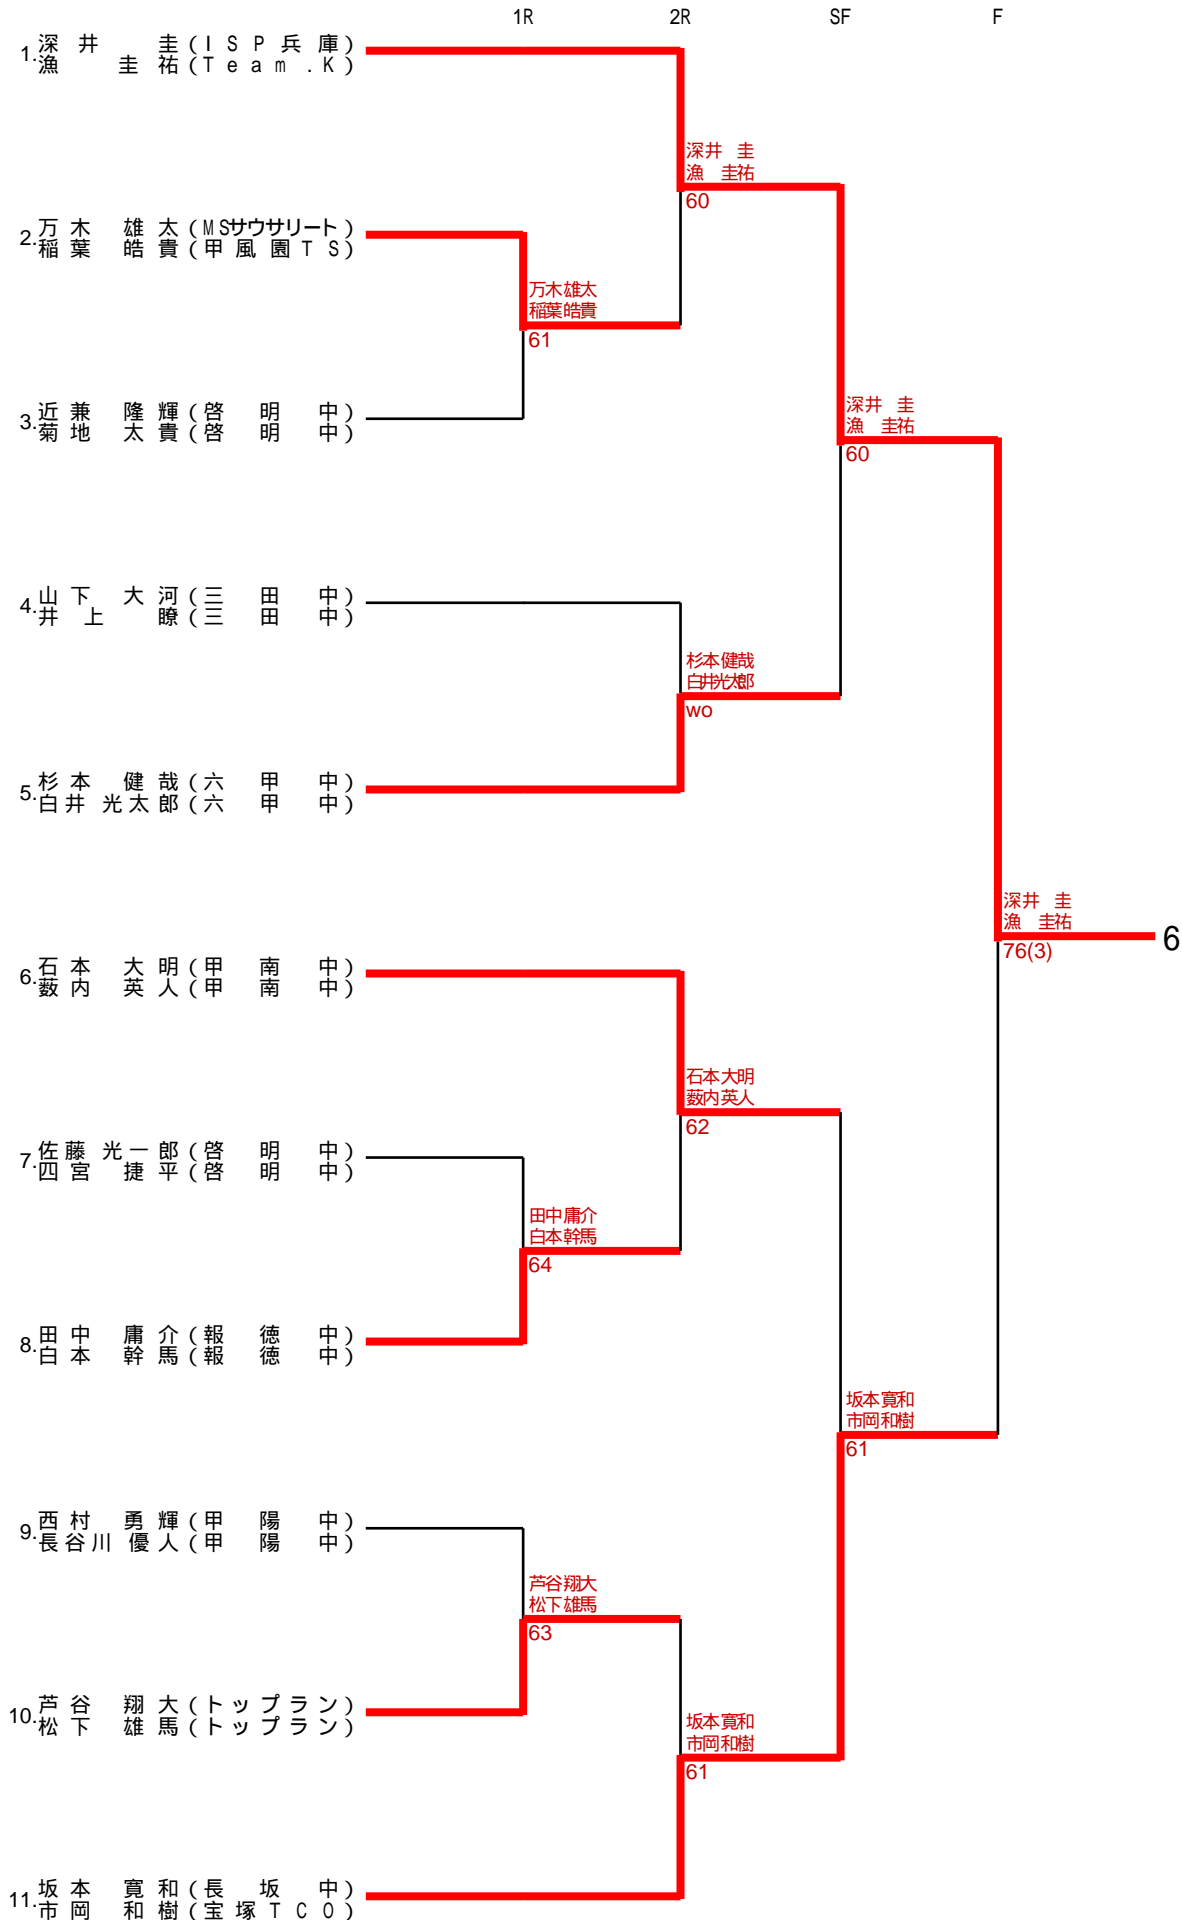 1R 2R SF F
1. 深井 圭(ISP兵庫)
漁 圭祐(Team.K)
深井 圭
漁 圭祐
60
2. 万木 雄太(MSサウサリート)
稲葉 皓貴(甲風園TS)
万木雄太
稲葉皓貴
61
3. 近兼 隆輝(啓明中)
菊地 太貴(啓明中)
深井 圭
漁 圭祐
60
4. 山下 大河(三田中)
井上 瞭(三田中)
杉本健哉
白井光太郎
wo
5. 杉本 健哉(六甲中)
白井 光太郎(六甲中)
深井 圭
漁 圭祐
76(3)
6
6. 石本 大明(甲南中)
薮内 英人(甲南中)
石本大明
薮内英人
62
7. 佐藤 光一郎(啓明中)
四宮 捷平(啓明中)
田中庸介
白本幹馬
64
8. 田中 庸介(報徳中)
白本 幹馬(報徳中)
坂本寛和
市岡和樹
61
9. 西村 勇輝(甲陽中)
長谷川 優人(甲陽中)
芦谷翔大
松下雄馬
63
10. 芦谷 翔大(トップラン)
松下 雄馬(トップラン)
坂本寛和
市岡和樹
61
11. 坂本 寛和(長坂中)
市岡 和樹(宝塚TCO)